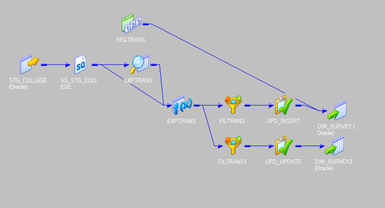 SEQTRANS
STG_COLLEGE
(Oracle)
SQ_STG_COLL
EGE
LKPTRANS
EXPTRANS
FILTRANS
UPD_INSERT
DIM_SURVEY (
Oracle)
FILTRANS1
UPD_UPDATE
DIM_SURVEY2
(Oracle)